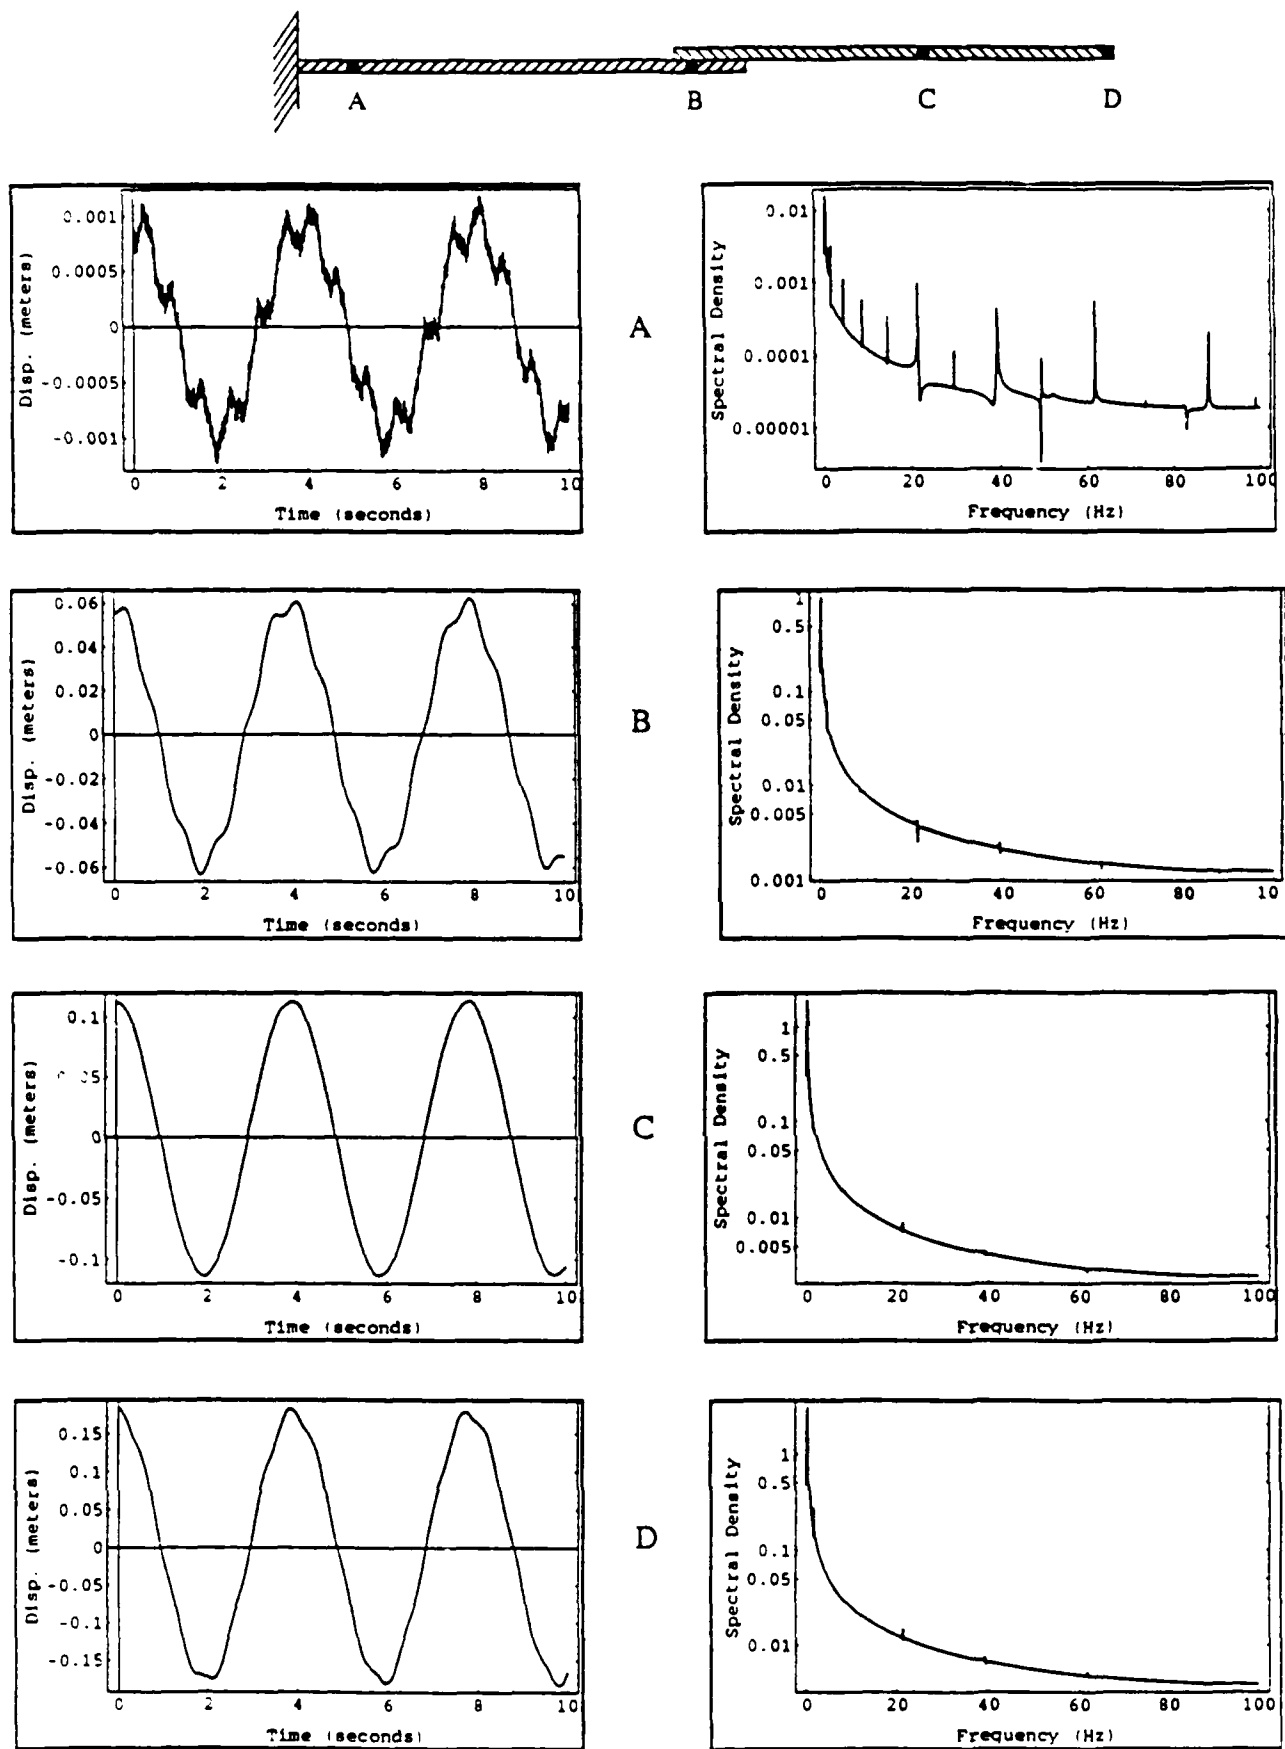 A B C D
0.001
0.0005
0
-0.0005
-0.001
Disp. (meters)
0 2 4 6 8 10
Time (seconds)
A
0.01
0.001
0.0001
0.00001
Spectral Density
0 20 40 60 80 100
Frequency (Hz)
0.06
0.04
0.02
0
-0.02
-0.04
-0.06
Disp. (meters)
0 2 4 6 8 10
Time (seconds)
B
1
0.5
0.1
0.05
0.01
0.005
0.001
Spectral Density
0 20 40 60 80 10
Frequency (Hz)
0.1
0
-0.05
-0.1
Disp. (meters)
0 2 4 6 8 10
Time (seconds)
C
1
0.5
0.1
0.05
0.01
0.005
Spectral Density
0 20 40 60 80 100
Frequency (Hz)
0.15
0.1
0.05
0
-0.05
-0.1
-0.15
Disp. (meters)
0 2 4 6 8 10
Time (seconds)
D
1
0.5
0.1
0.05
0.01
Spectral Density
0 20 40 60 80 100
Frequency (Hz)